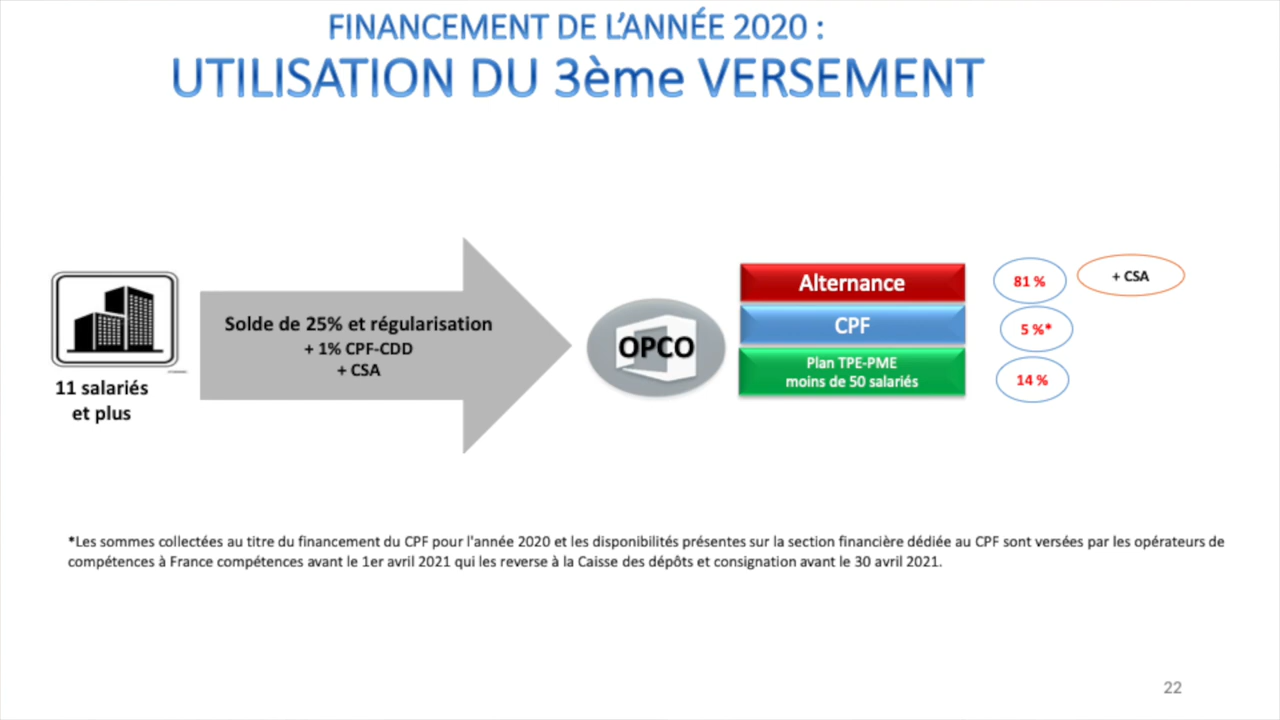 FINANCEMENT DE L'ANNÉE 2020 :
UTILISATION DU 3ème VERSEMENT
11 salariés
et plus
Solde de 25% et régularisation
+ 1% CPF-CDD
+ CSA
OPCO
Alternance
81 %
+ CSA
CPF
5 %*
Plan TPE-PME
moins de 50 salariés
14 %
*Les sommes collectées au titre du financement du CPF pour l'année 2020 et les disponibilités présentes sur la section financière dédiée au CPF sont versées par les opérateurs de
compétences à France compétences avant le 1er avril 2021 qui les reverse à la Caisse des dépôts et consignation avant le 30 avril 2021.
22